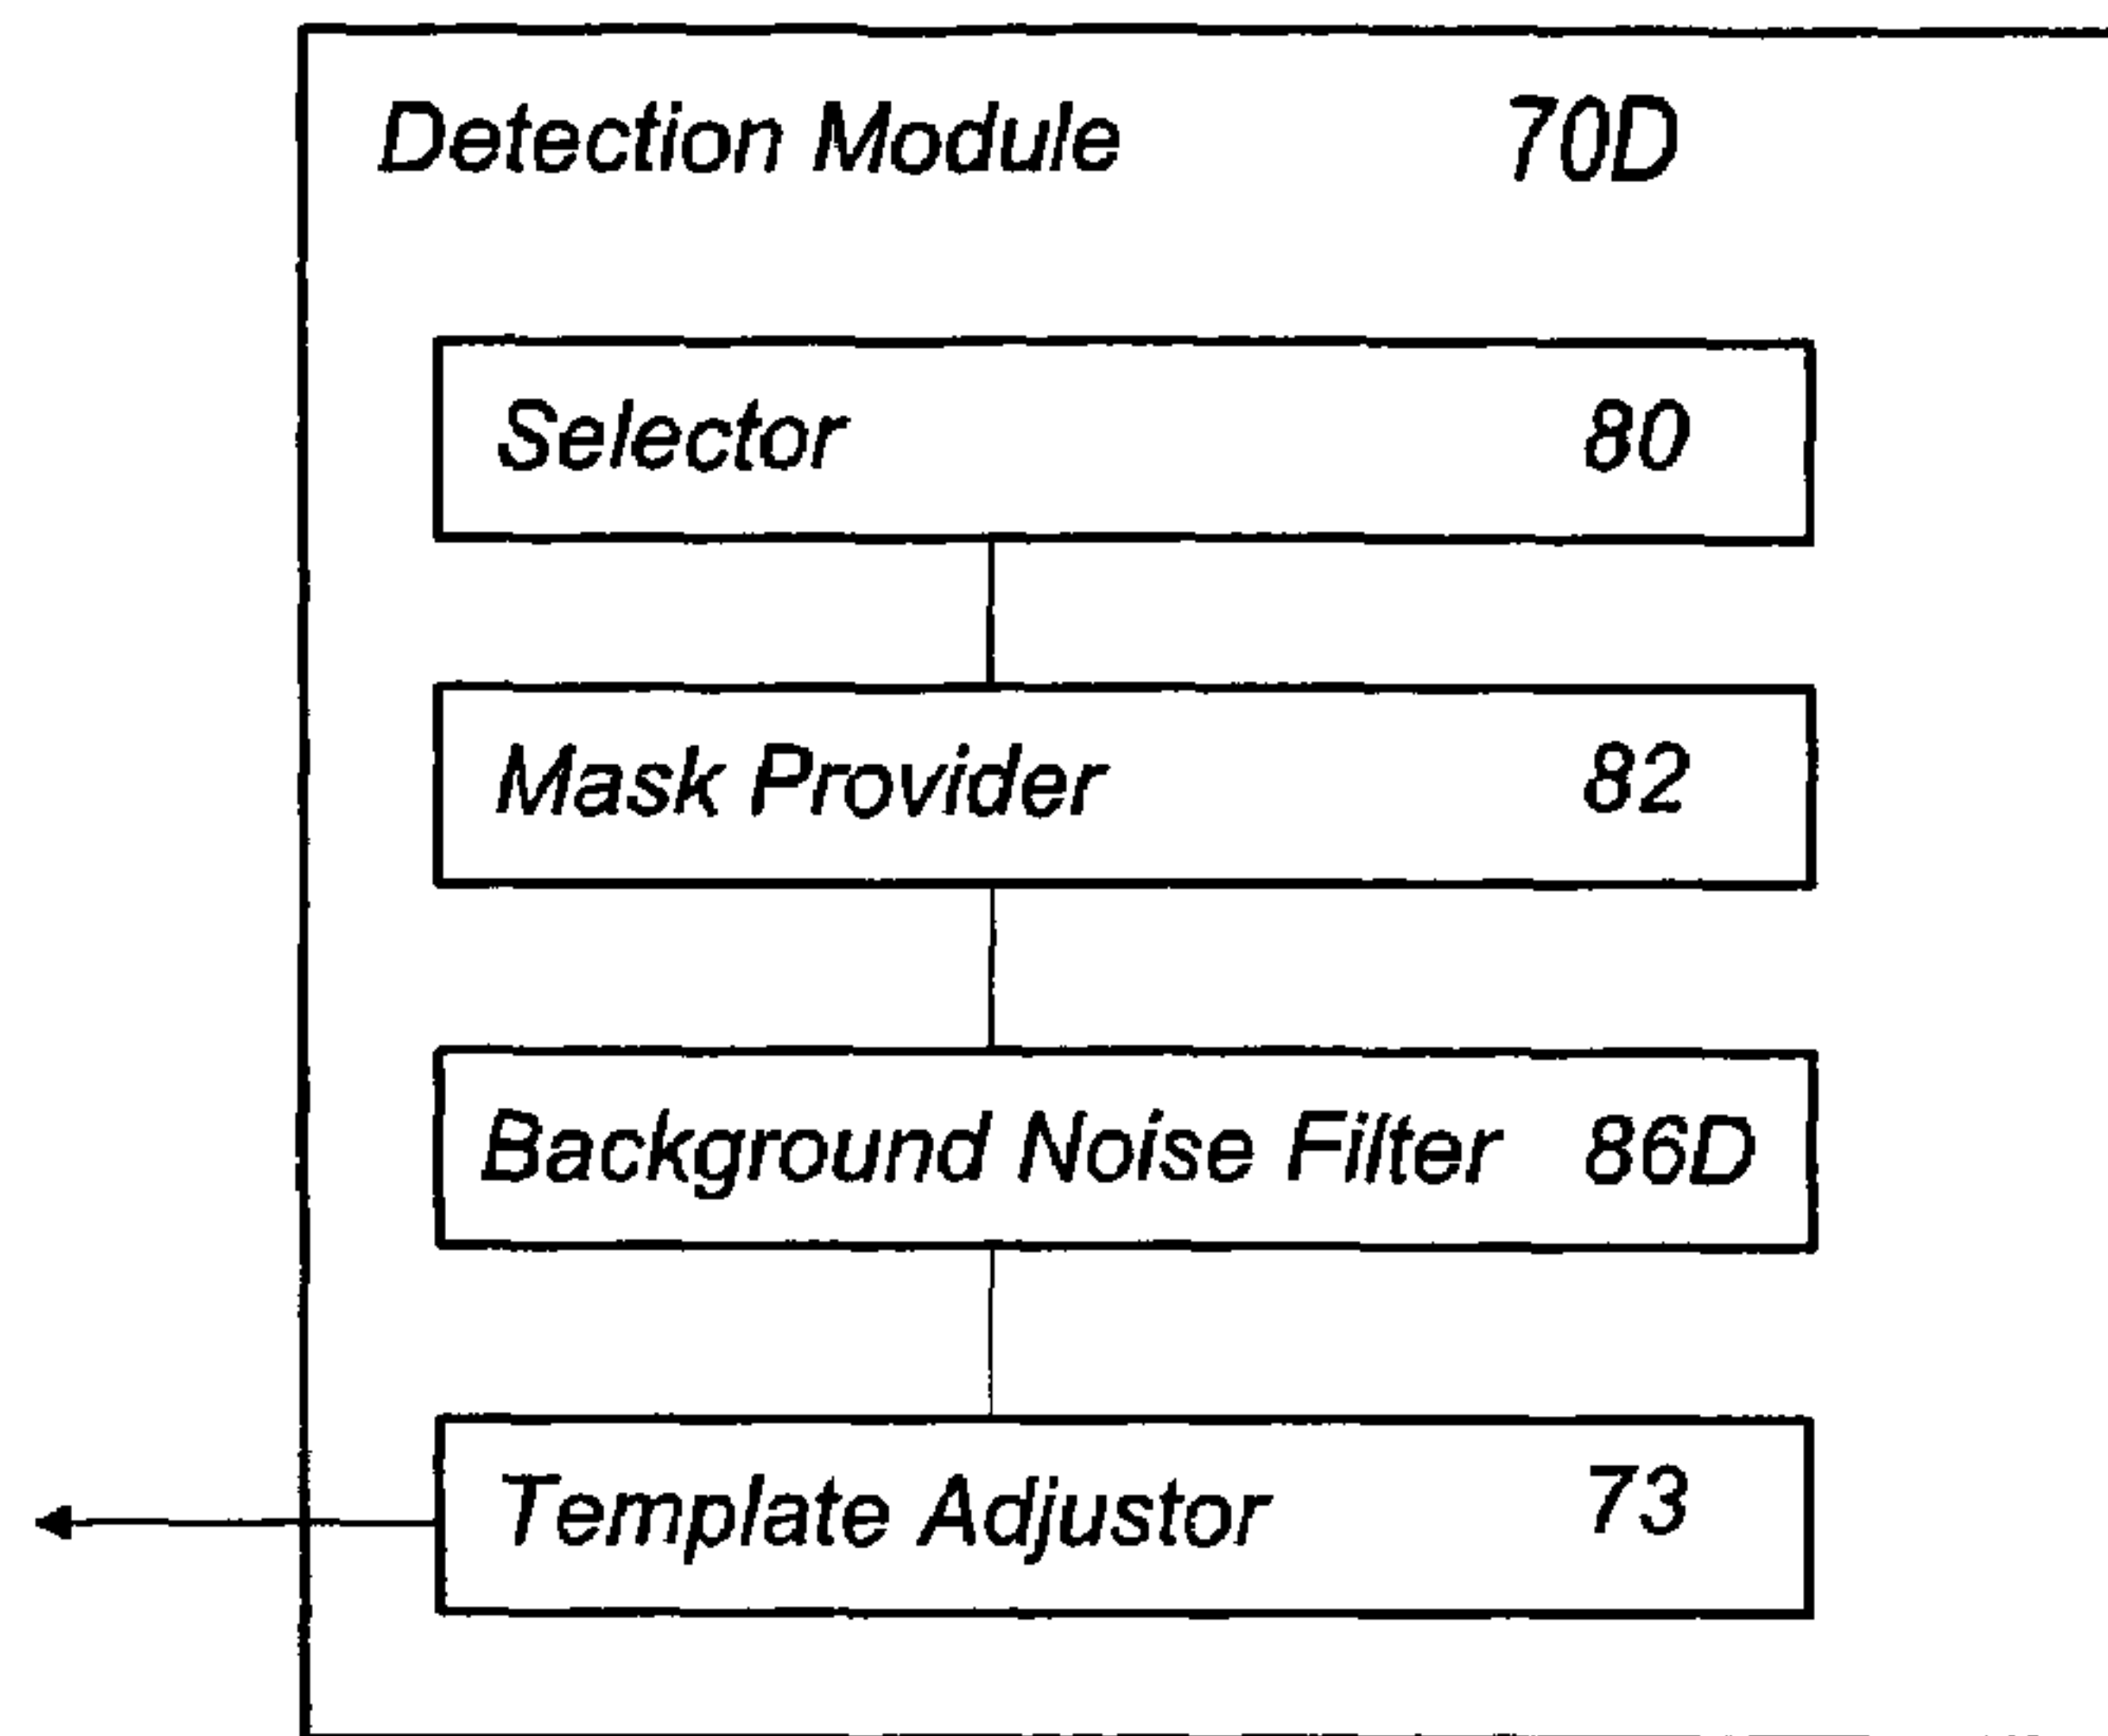 Detection Module 70D
Selector 80
Mask Provider 82
Background Noise Filter 86D
Template Adjustor 73